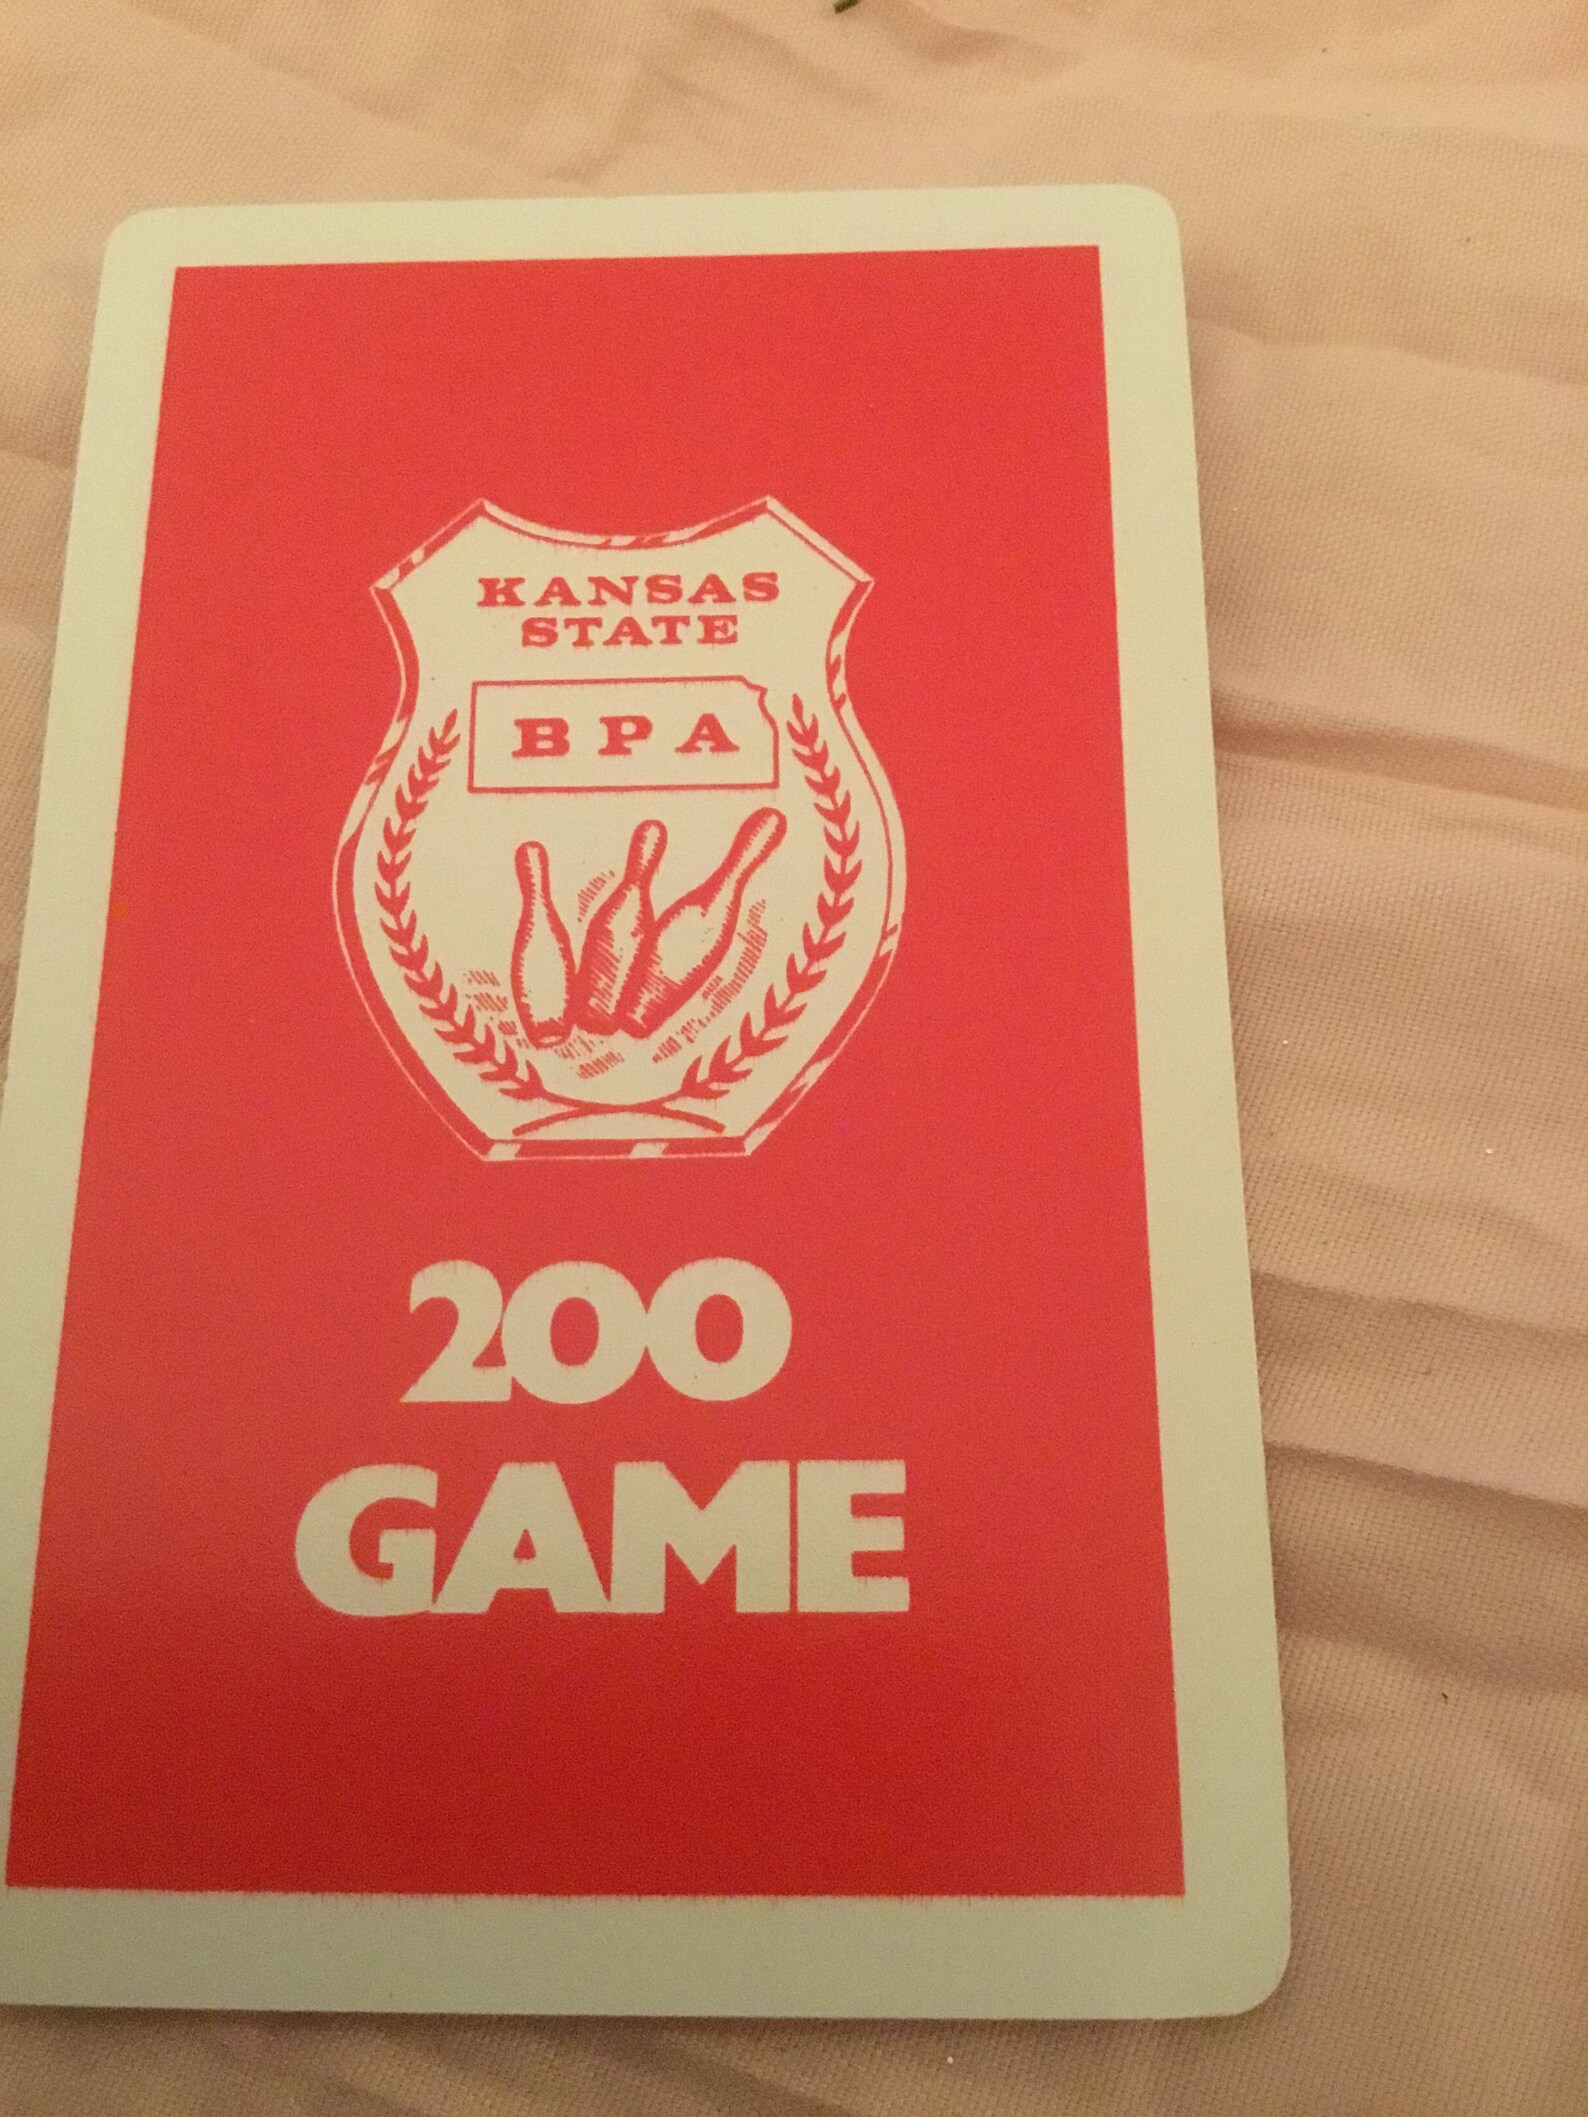 KANSAS
STATE
BPA
200
GAME